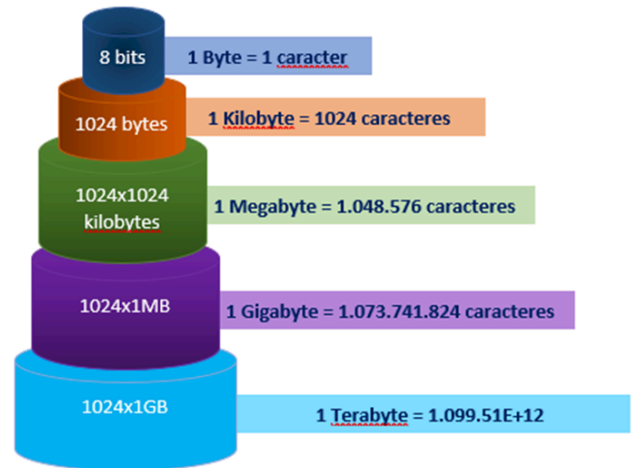 8 bits
1 Byte = 1 caracter
1024 bytes
1 Kilobyte = 1024 caracteres
1024x1024
kilobytes
1 Megabyte = 1.048.576 caracteres
1024x1MB
1 Gigabyte = 1.073.741.824 caracteres
1024x1GB
1 Terabyte = 1.099.51E+12